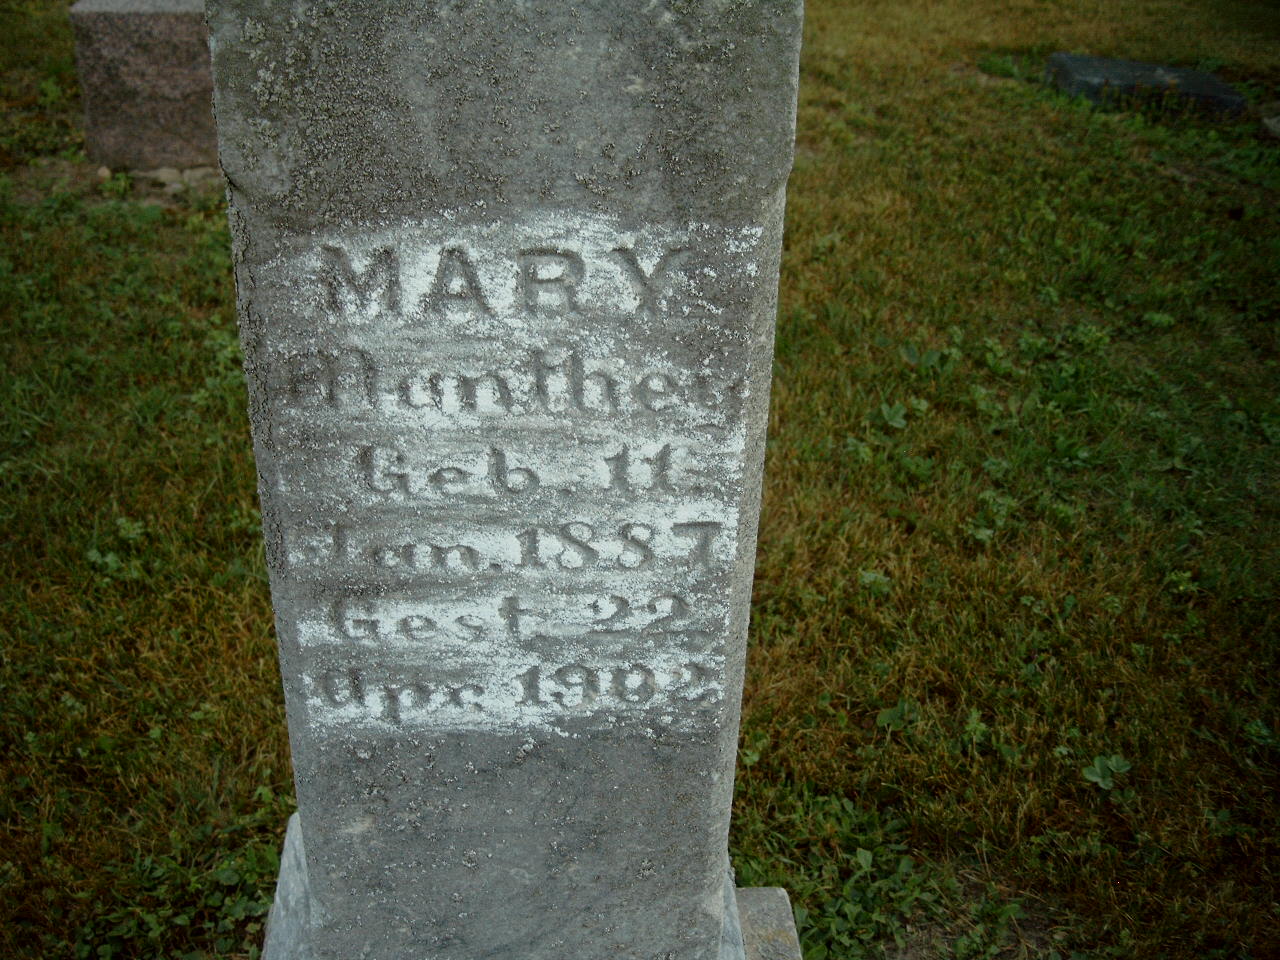 MARY
Manthey
Geb. 11.
Jan. 1887
Gest. 22
Apr. 1902